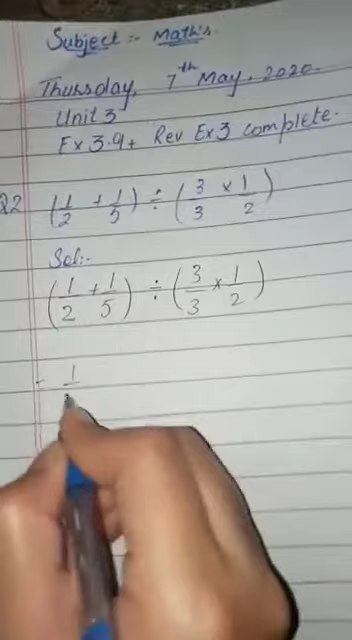 Subject :- Maths.
Thursday, 7th May, 2020.
Unit 3
Ex 3.9 + Rev Ex 3 complete.
Q2 (1/2 + 1/5) ÷ (3/3 × 1/2)
Sol:-
(1/2 + 1/5) ÷ (3/3 × 1/2)
= 1/